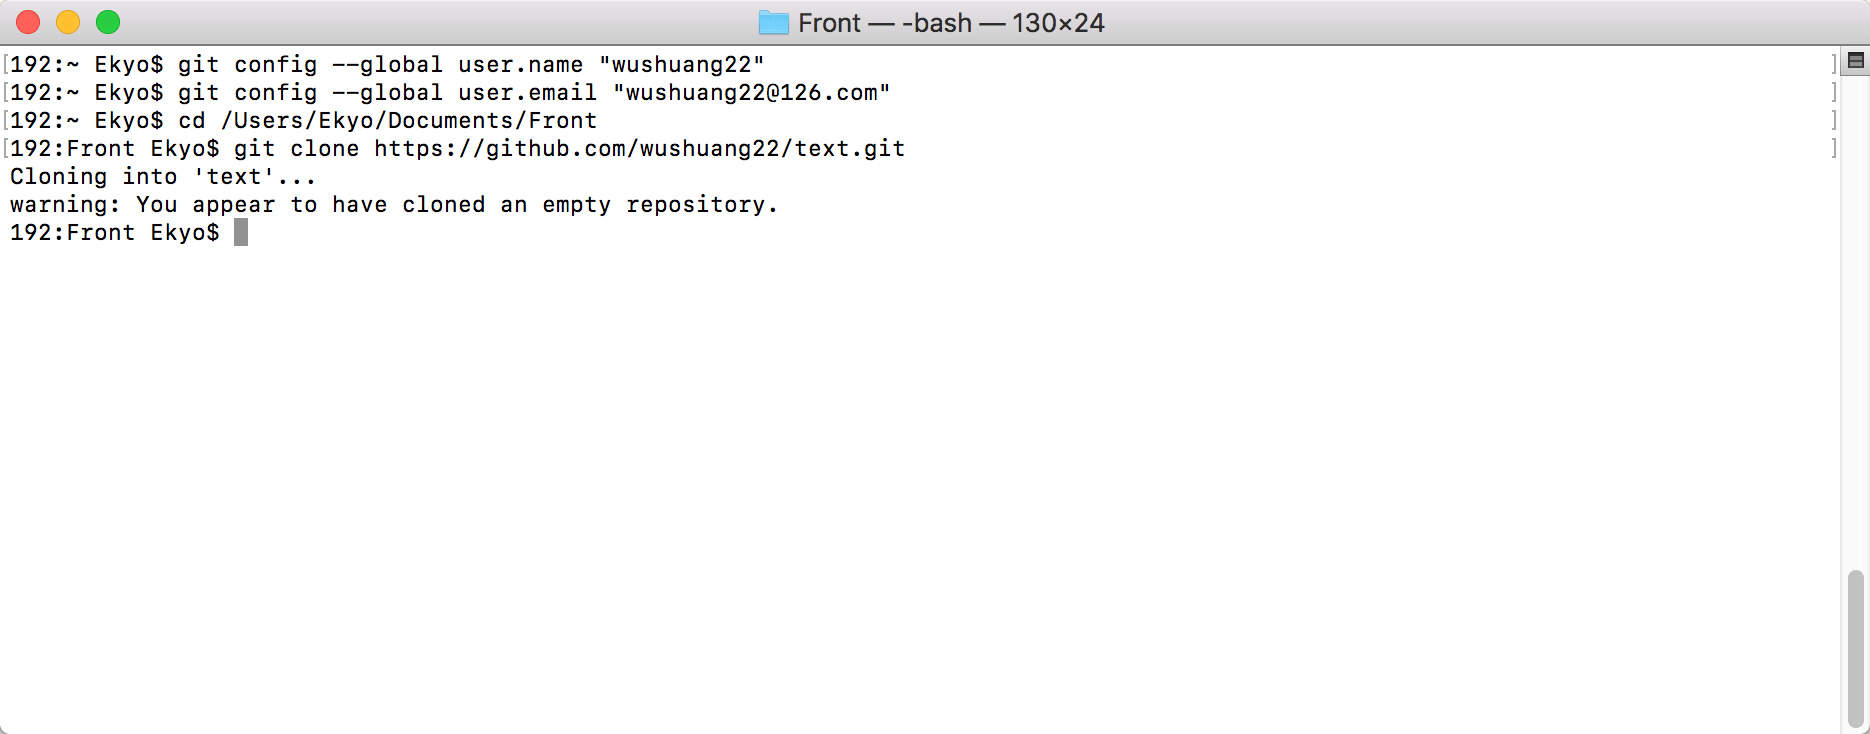 Front — -bash — 130×24
[192:~ Ekyo$ git config --global user.name "wushuang22" ]
[192:~ Ekyo$ git config --global user.email "wushuang22@126.com" ]
[192:~ Ekyo$ cd /Users/Ekyo/Documents/Front ]
[192:Front Ekyo$ git clone https://github.com/wushuang22/text.git ]
Cloning into 'text'...
warning: You appear to have cloned an empty repository.
192:Front Ekyo$